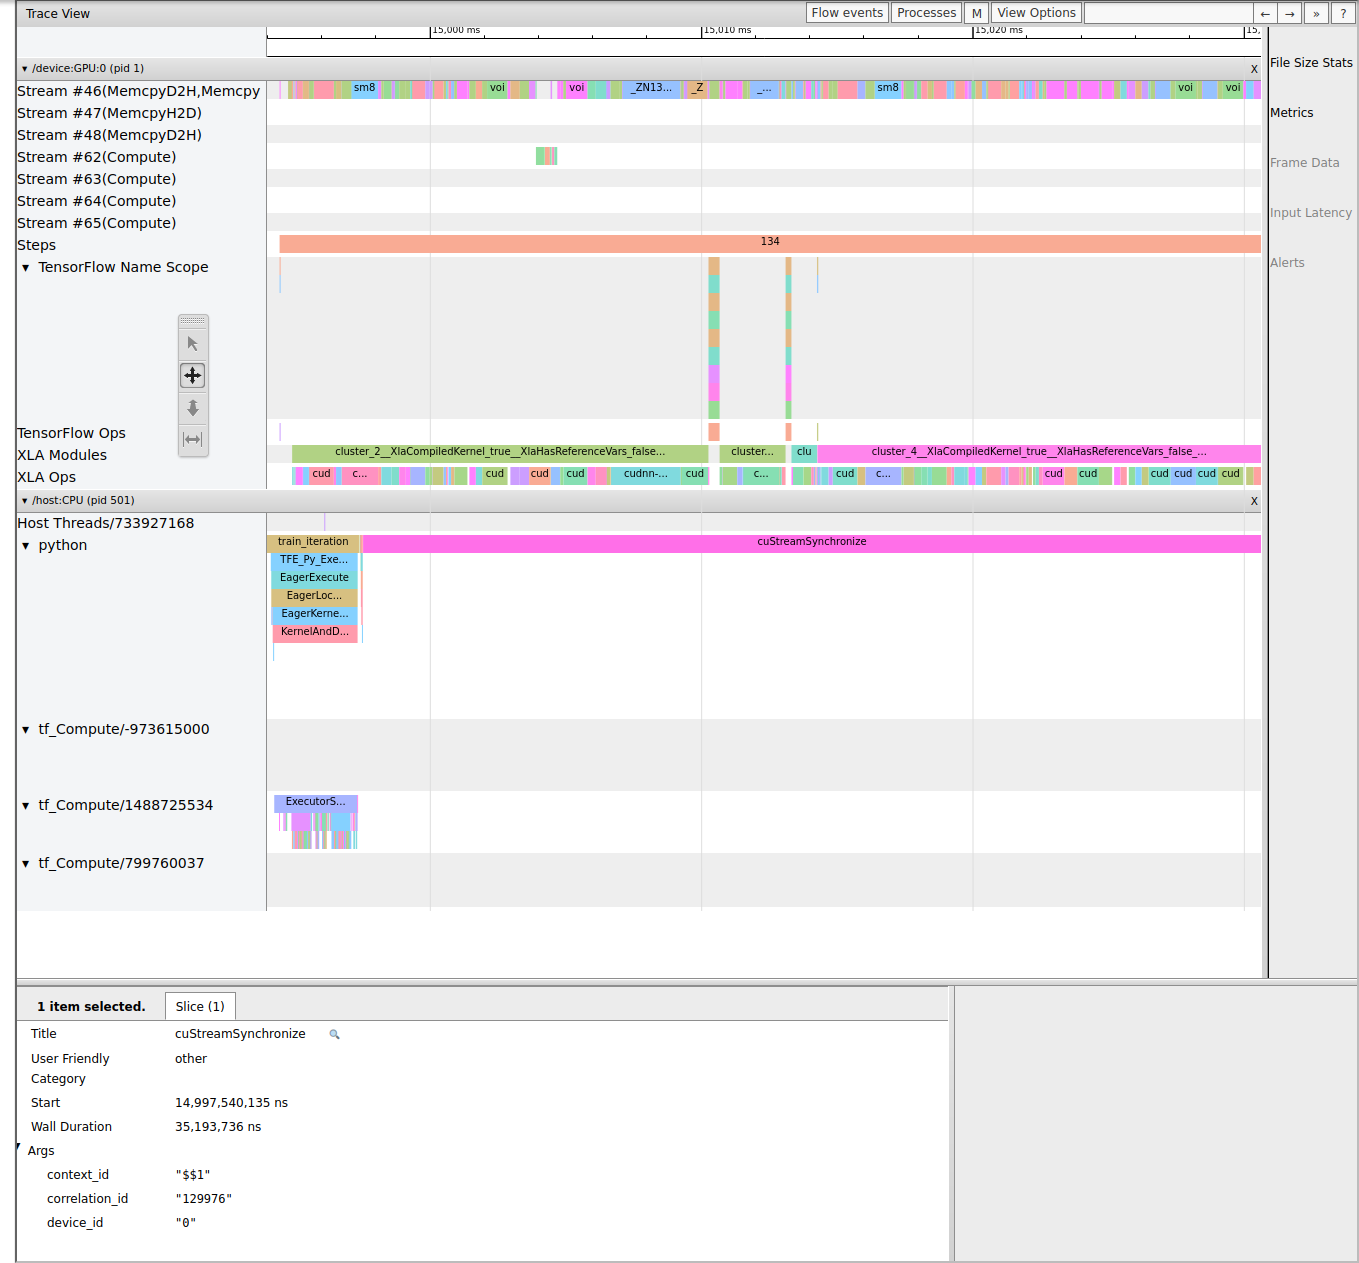 Trace View
Flow events Processes M View Options ← → » ?
15,000 ms 15,010 ms 15,020 ms 15,
File Size Stats
Metrics
Frame Data
Input Latency
Alerts
▾ /device:GPU:0 (pid 1) X
Stream #46(MemcpyD2H,Memcpy sm8 voi voi _ZN13... _Z _... sm8 voi voi
Stream #47(MemcpyH2D)
Stream #48(MemcpyD2H)
Stream #62(Compute)
Stream #63(Compute)
Stream #64(Compute)
Stream #65(Compute)
Steps 134
▼ TensorFlow Name Scope
TensorFlow Ops
XLA Modules cluster_2__XlaCompiledKernel_true__XlaHasReferenceVars_false... cluster... clu cluster_4__XlaCompiledKernel_true__XlaHasReferenceVars_false_...
XLA Ops cud c... cud cud cud cudnn-... cud c... cud c... cud cud cud cud cud cud
▾ /host:CPU (pid 501) X
Host Threads/733927168
▼ python train_iteration cuStreamSynchronize
TFE_Py_Exe...
EagerExecute
EagerLoc...
EagerKerne...
KernelAndD...
▼ tf_Compute/-973615000
▼ tf_Compute/1488725534 ExecutorS...
▼ tf_Compute/799760037
1 item selected. Slice (1)
Title cuStreamSynchronize
User Friendly other
Category
Start 14,997,540,135 ns
Wall Duration 35,193,736 ns
Args
context_id "$$1"
correlation_id "129976"
device_id "0"